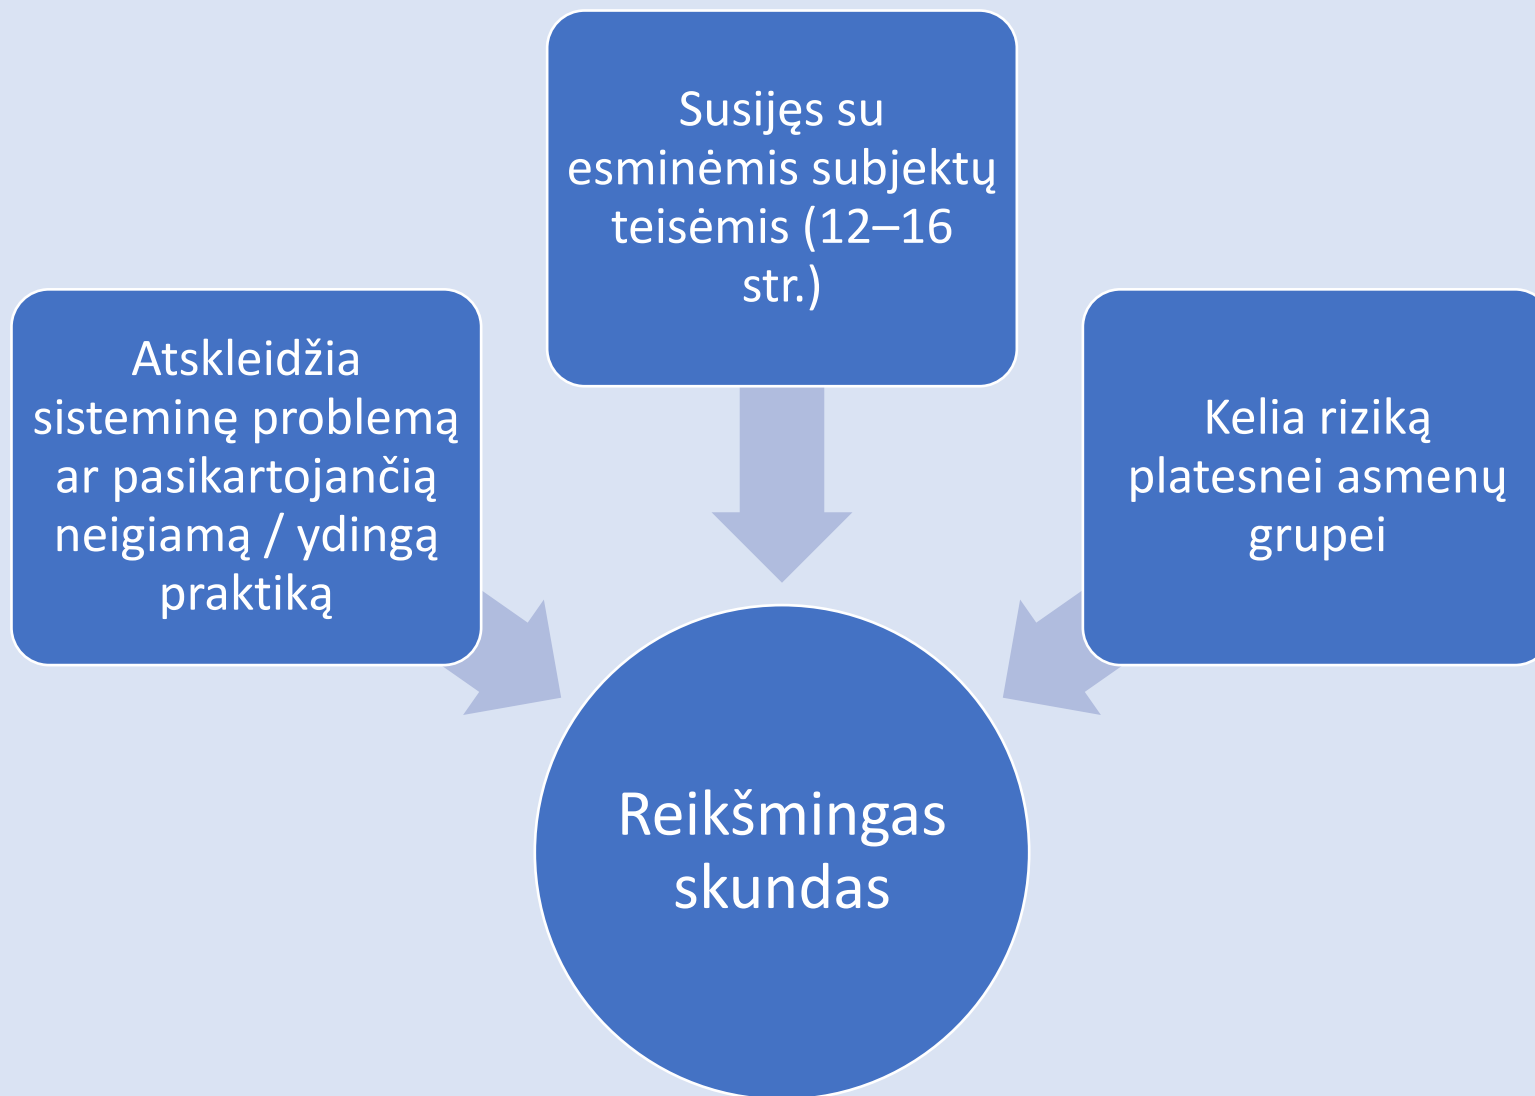 Susijęs su
esminėmis subjektų
teisėmis (12–16
str.)
Atskleidžia
sisteminę problemą
ar pasikartojančią
neigiamą / ydingą
praktiką
Kelia riziką
platesnei asmenų
grupei
Reikšmingas
skundas